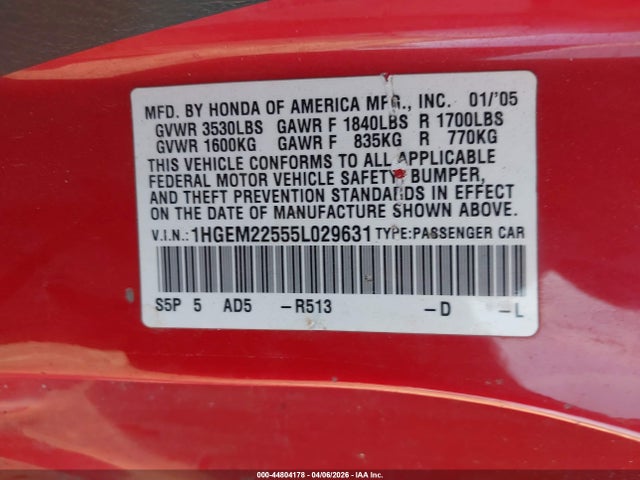 MFD. BY HONDA OF AMERICA MFG., INC. 01/'05
GVWR 3530LBS GAWR F 1840LBS R 1700LBS
GVWR 1600KG GAWR F 835KG R 770KG
THIS VEHICLE CONFORMS TO ALL APPLICABLE
FEDERAL MOTOR VEHICLE SAFETY, BUMPER,
AND THEFT PREVENTION STANDARDS IN EFFECT
ON THE DATE OF MANUFACTURE SHOWN ABOVE.
V.I.N.: 1HGEM22555L029631 TYPE: PASSENGER CAR
S5P 5 AD5 –R513 –D –L
000-44804178 - 04/06/2026 - IAA Inc.